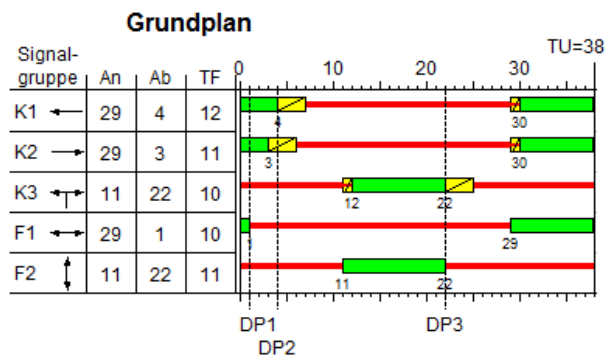 Grundplan
Signal-
gruppe An Ab TF 0 10 20 30 TU=38
K1 29 4 12 4 30
K2 29 3 11 3 30
K3 11 22 10 12 22
F1 29 1 10 1 29
F2 11 22 11 11 22
DP1 DP3
DP2